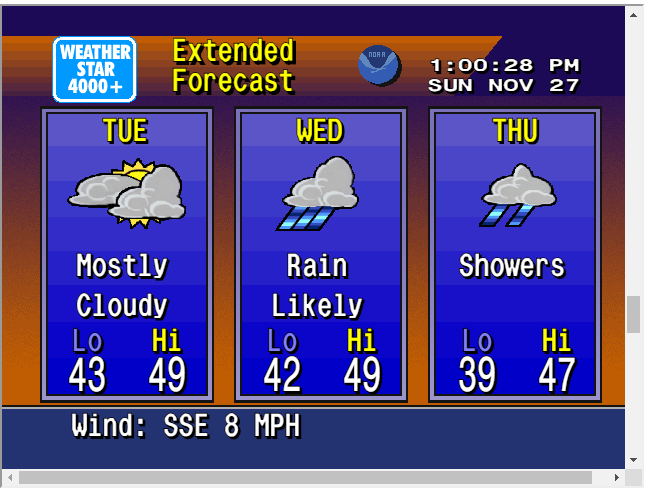 WEATHER
STAR
4000+
Extended
Forecast
NOAA
1:00:28 PM
SUN NOV 27
TUE
Mostly
Cloudy
Lo Hi
43 49
WED
Rain
Likely
Lo Hi
42 49
THU
Showers
Lo Hi
39 47
Wind: SSE 8 MPH